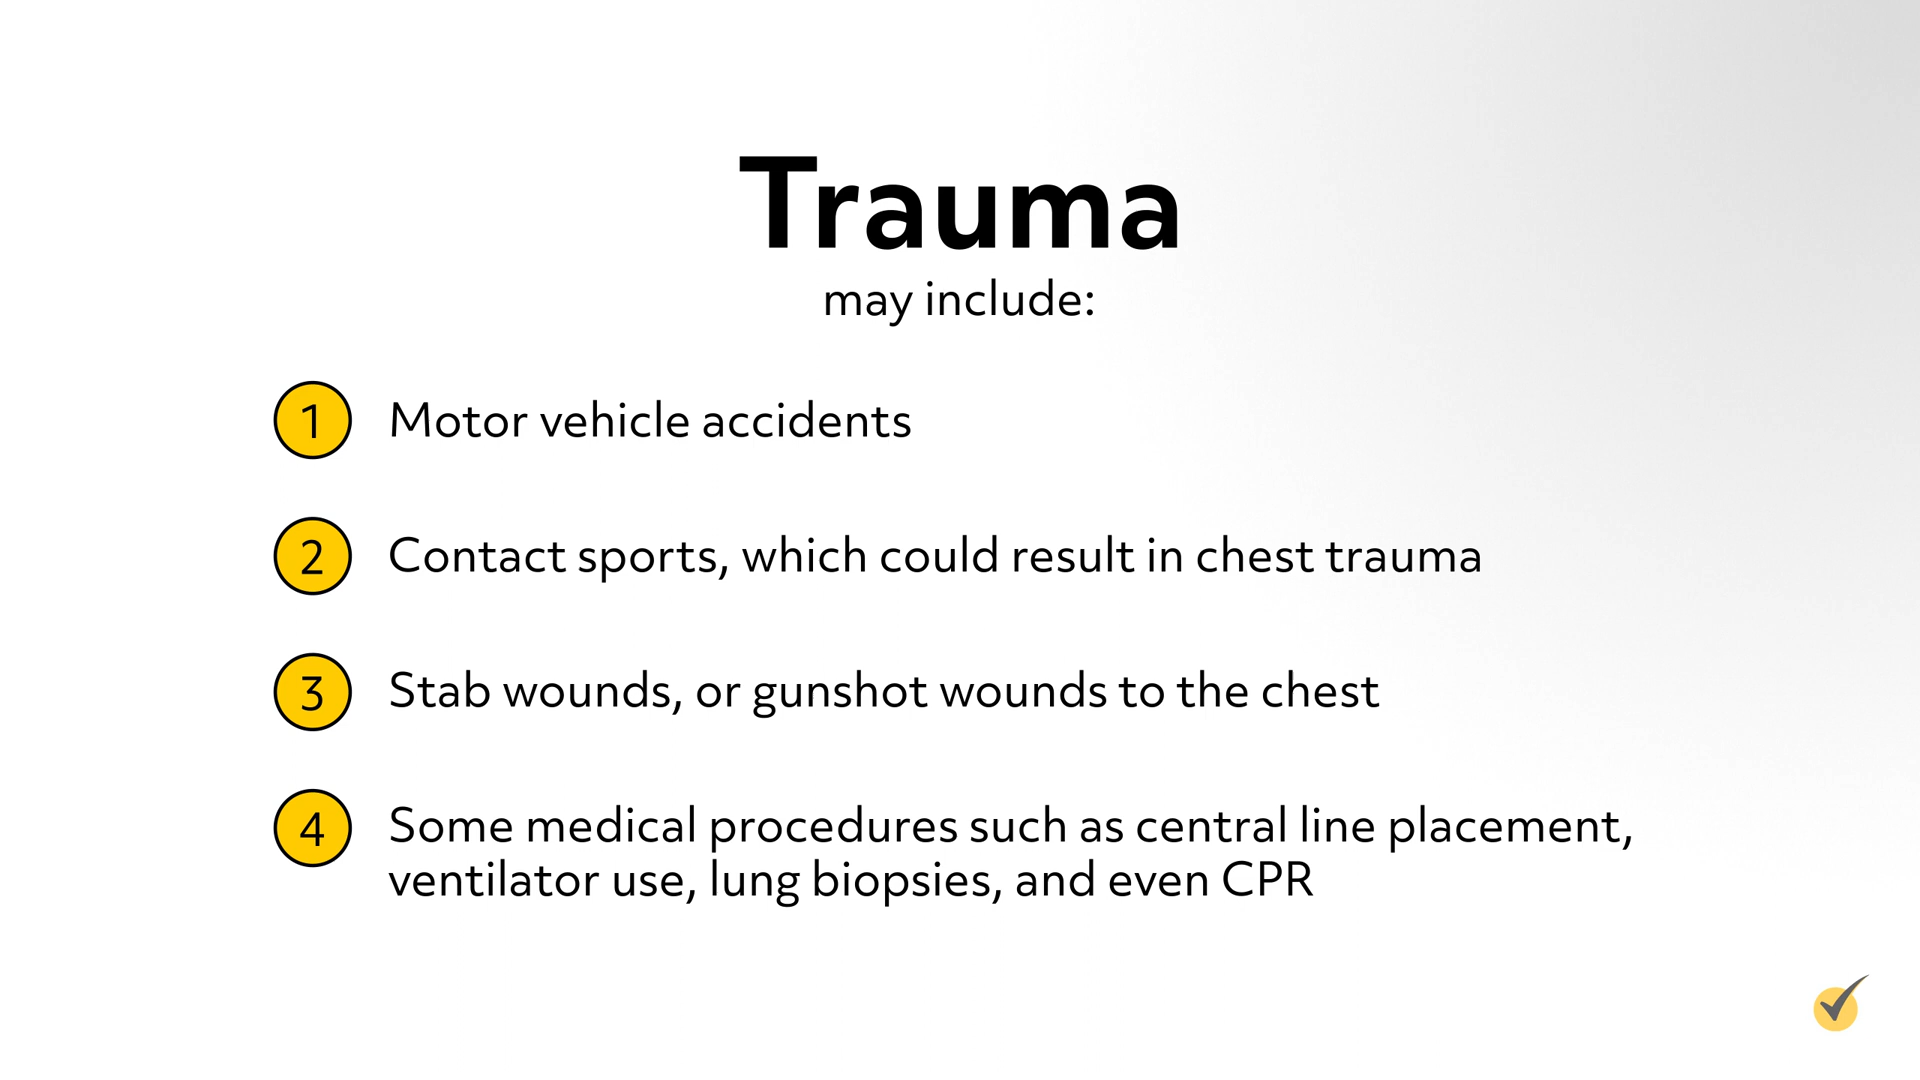 Trauma
may include:
1 Motor vehicle accidents
2 Contact sports, which could result in chest trauma
3 Stab wounds, or gunshot wounds to the chest
4 Some medical procedures such as central line placement,
ventilator use, lung biopsies, and even CPR